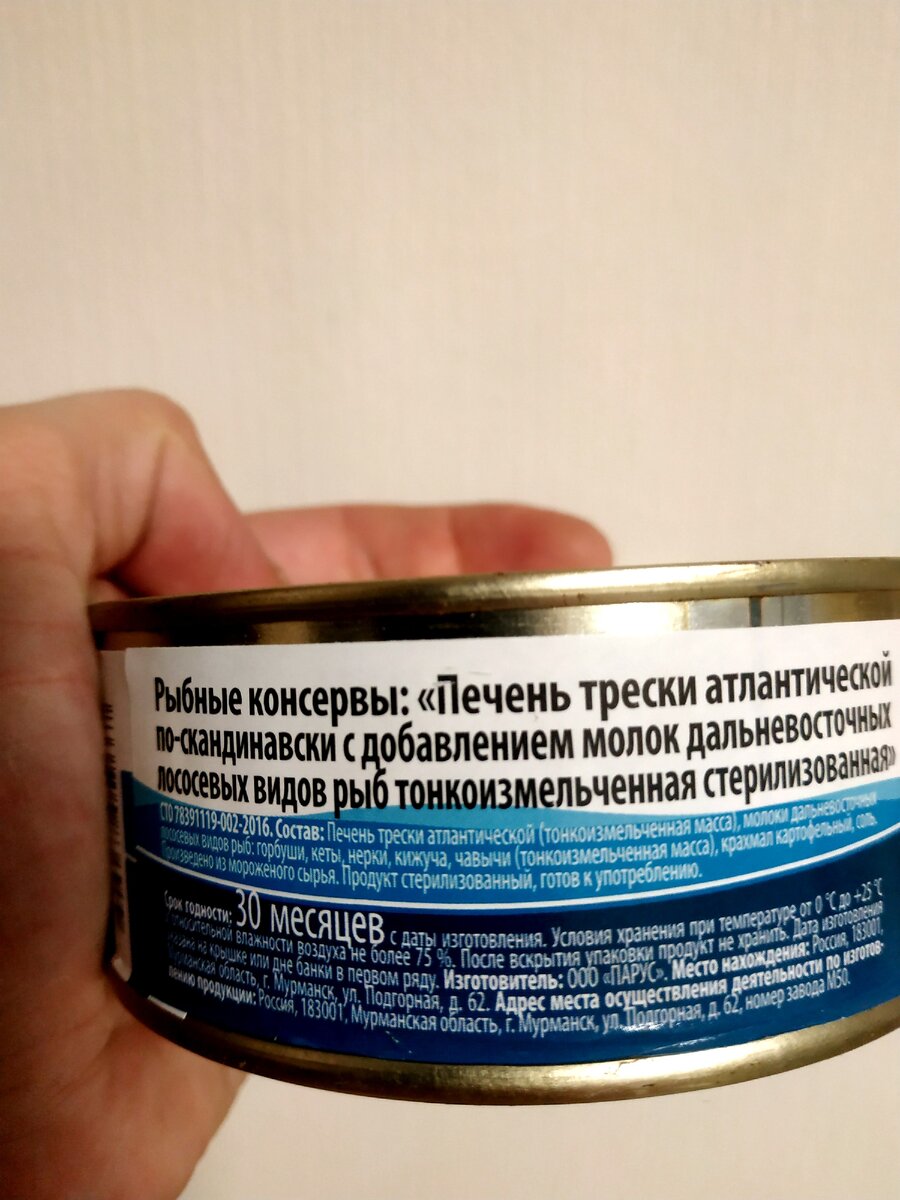 Рыбные консервы: «Печень трески атлантической
по-скандинавски с добавлением молок дальневосточных
лососевых видов рыб тонкоизмельченная стерилизованная»
СТО 78391119-002-2016. Состав: Печень трески атлантической (тонкоизмельченная масса), молоки дальневосточных
лососевых видов рыб: горбуши, кеты, нерки, кижуча, чавычи (тонкоизмельченная масса), крахмал картофельный, соль.
Произведено из мороженого сырья. Продукт стерилизованный, готов к употреблению.
Срок годности: 30 месяцев с даты изготовления. Условия хранения при температуре от 0 °C до +25 °C
относительной влажности воздуха не более 75 %. После вскрытия упаковки продукт не хранить. Дата изготовления
указана на крышке или дне банки в первом ряду. Изготовитель: ООО «ПАРУС». Место нахождения: Россия, 183001,
Мурманская область, г. Мурманск, ул. Подгорная, д. 62. Адрес места осуществления деятельности по изготов-
лению продукции: Россия, 183001, Мурманская область, г. Мурманск, ул. Подгорная, д. 62, номер завода М50.